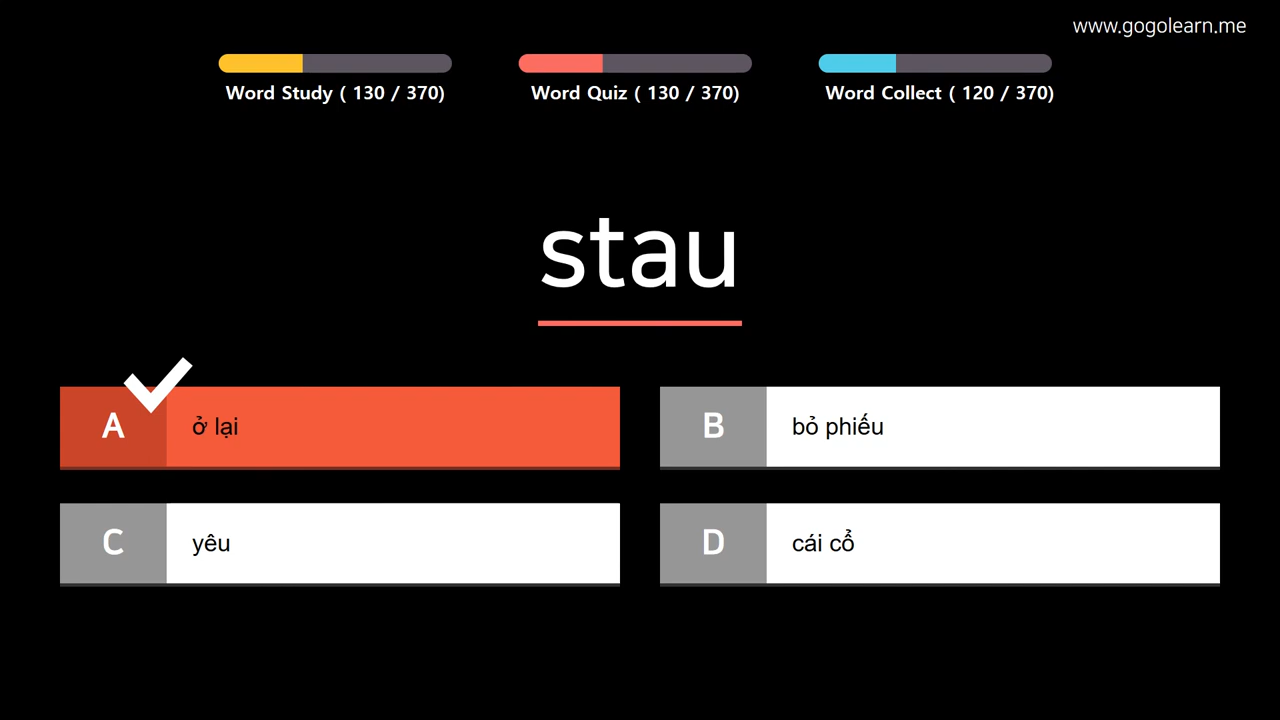 www.gogolearn.me
Word Study ( 130 / 370)
Word Quiz ( 130 / 370)
Word Collect ( 120 / 370)
stau
A ở lại
B bỏ phiếu
C yêu
D cái cổ